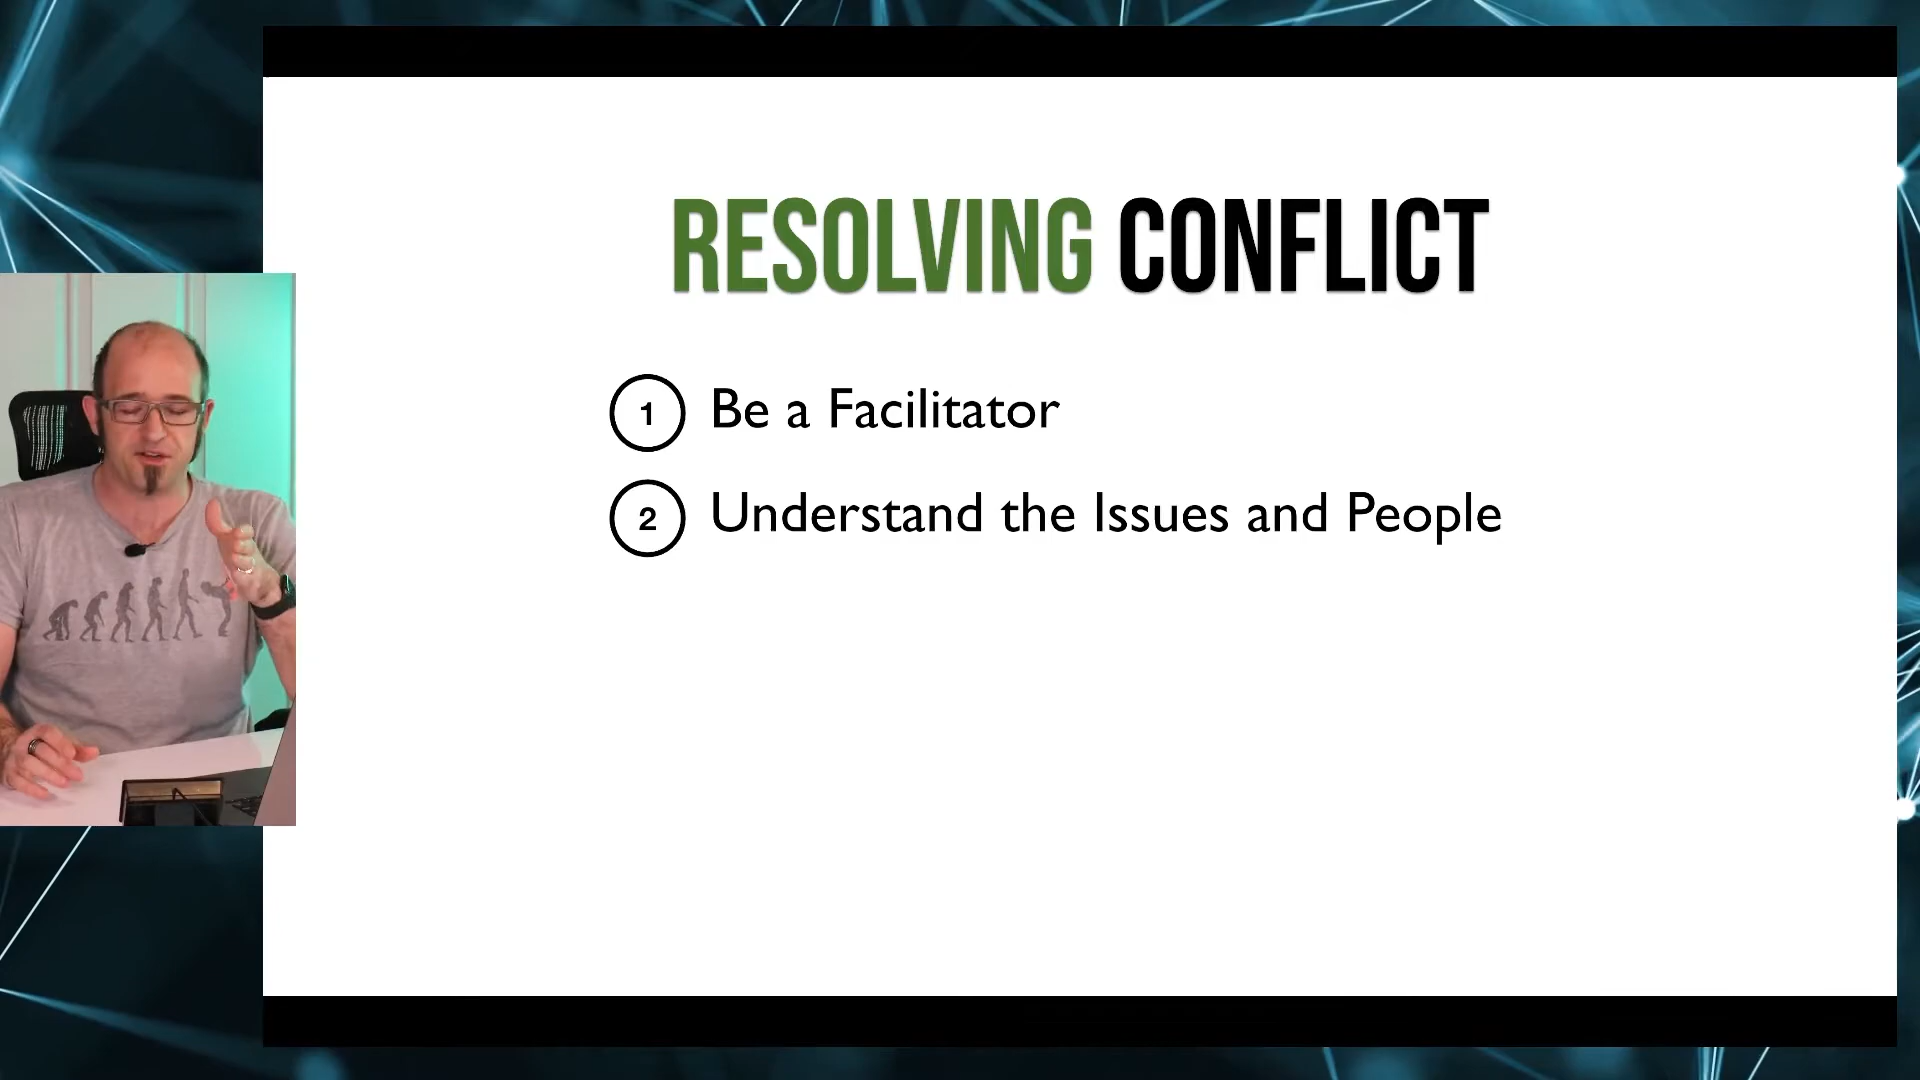 RESOLVING CONFLICT
1 Be a Facilitator
2 Understand the Issues and People